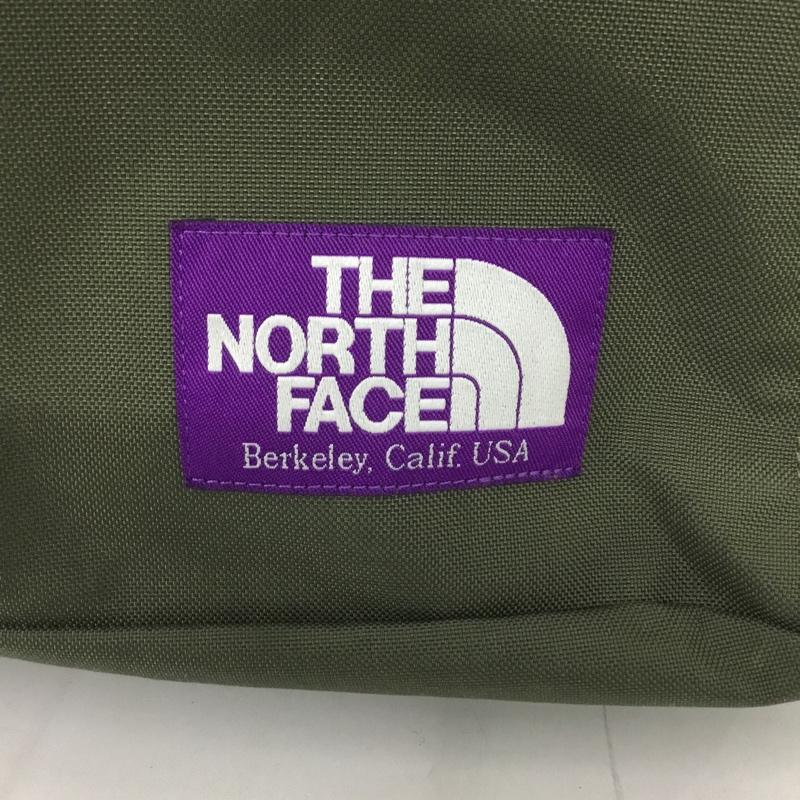 THE
NORTH
FACE
Berkeley, Calif. USA